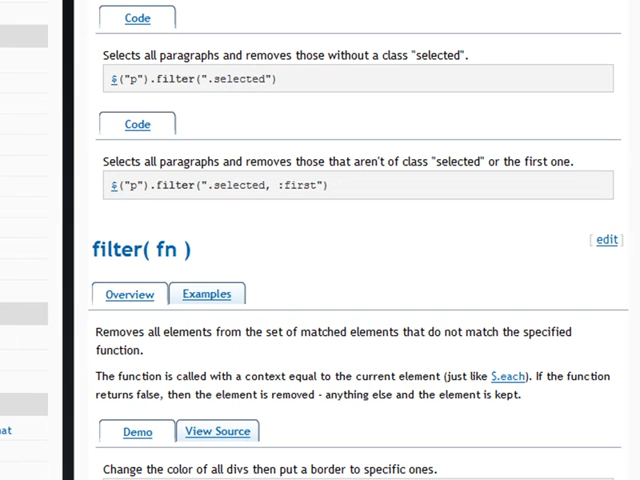 Code
Selects all paragraphs and removes those without a class "selected".
$("p").filter(".selected")
Code
Selects all paragraphs and removes those that aren't of class "selected" or the first one.
$("p").filter(".selected, :first")
[ edit ]
filter( fn )
Overview Examples
Removes all elements from the set of matched elements that do not match the specified
function.
The function is called with a context equal to the current element (just like $.each). If the function
returns false, then the element is removed - anything else and the element is kept.
at
Demo View Source
Change the color of all divs then put a border to specific ones.